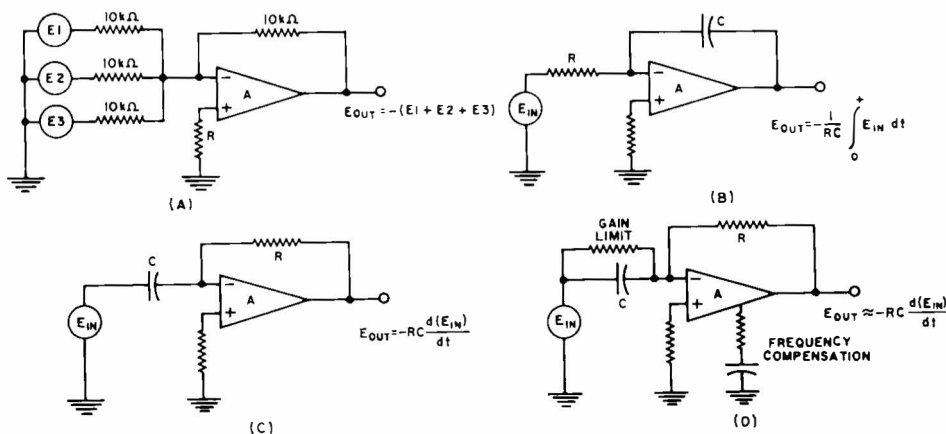 E1 10kΩ 10kΩ
E2 10kΩ
E3 10kΩ
R
−
+
A
EOUT=-(E1+E2+E3)
(A)
R C
−
+
A
EIN
EOUT=-1/RC ∫0+ EIN dt
(B)
C R
−
+
A
EIN
EOUT=-RC d(EIN)/dt
(C)
GAIN
LIMIT
C R
−
+
A
EIN
EOUT≈-RC d(EIN)/dt
FREQUENCY
COMPENSATION
(D)